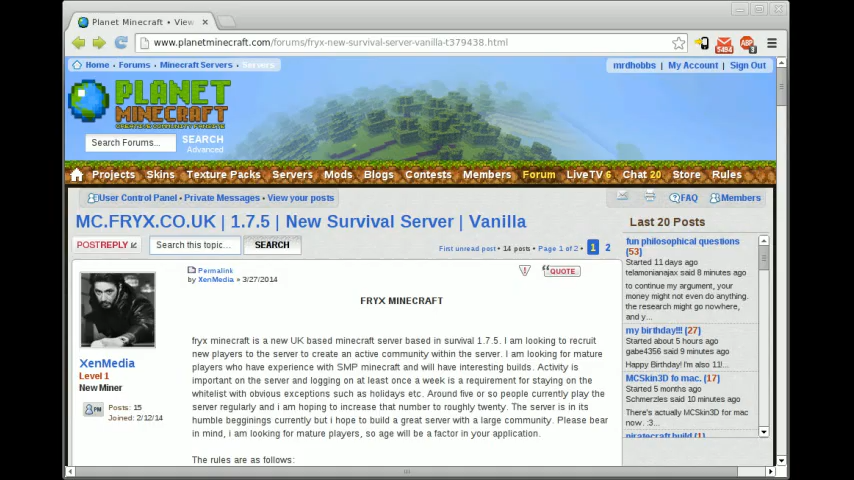 Planet Minecraft • View
www.planetminecraft.com/forums/fryx-new-survival-server-vanilla-t379438.html
5494 ABP 3
Home • Forums • Minecraft Servers • Servers
mrdhobbs | My Account | Sign Out
PLANET
MINECRAFT
CREATIVE COMMUNITY FANSITE
Search Forums... SEARCH
Advanced
Projects Skins Texture Packs Servers Mods Blogs Contests Members Forum LiveTV 6 Chat 20 Store Rules
User Control Panel • Private Messages • View your posts
FAQ Members
MC.FRYX.CO.UK | 1.7.5 | New Survival Server | Vanilla
POSTREPLY Search this topic... SEARCH
First unread post • 14 posts • Page 1 of 2 • 1 2
Permalink
by XenMedia » 3/27/2014
! "QUOTE
FRYX MINECRAFT
fryx minecraft is a new UK based minecraft server based in survival 1.7.5. I am looking to recruit
new players to the server to create an active community within the server. I am looking for mature
players who have experience with SMP minecraft and will have interesting builds. Activity is
important on the server and logging on at least once a week is a requirement for staying on the
whitelist with obvious exceptions such as holidays etc. Around five or so people currently play the
server regularly and i am hoping to increase that number to roughly twenty. The server is in its
humble begginings currently but i hope to build a great server with a large community. Please bear
in mind, i am looking for mature players, so age will be a factor in your application.
The rules are as follows:
XenMedia
Level 1
New Miner
PM
Posts: 15
Joined: 2/12/14
Last 20 Posts
fun philosophical questions
(53)
Started 11 days ago
telamonianajax said 8 minutes ago
to continue my argument, your
money might not even do anything.
the research might go nowhere,
and y...
my birthday!!! (27)
Started about 5 hours ago
gabe4356 said 9 minutes ago
Happy Birthday! I'm also 11!...
MCSkin3D fo mac. (17)
Started 5 months ago
Schmerzles said 10 minutes ago
There's actually MCSkin3D for mac
now. :3...
piratecraft build (1)